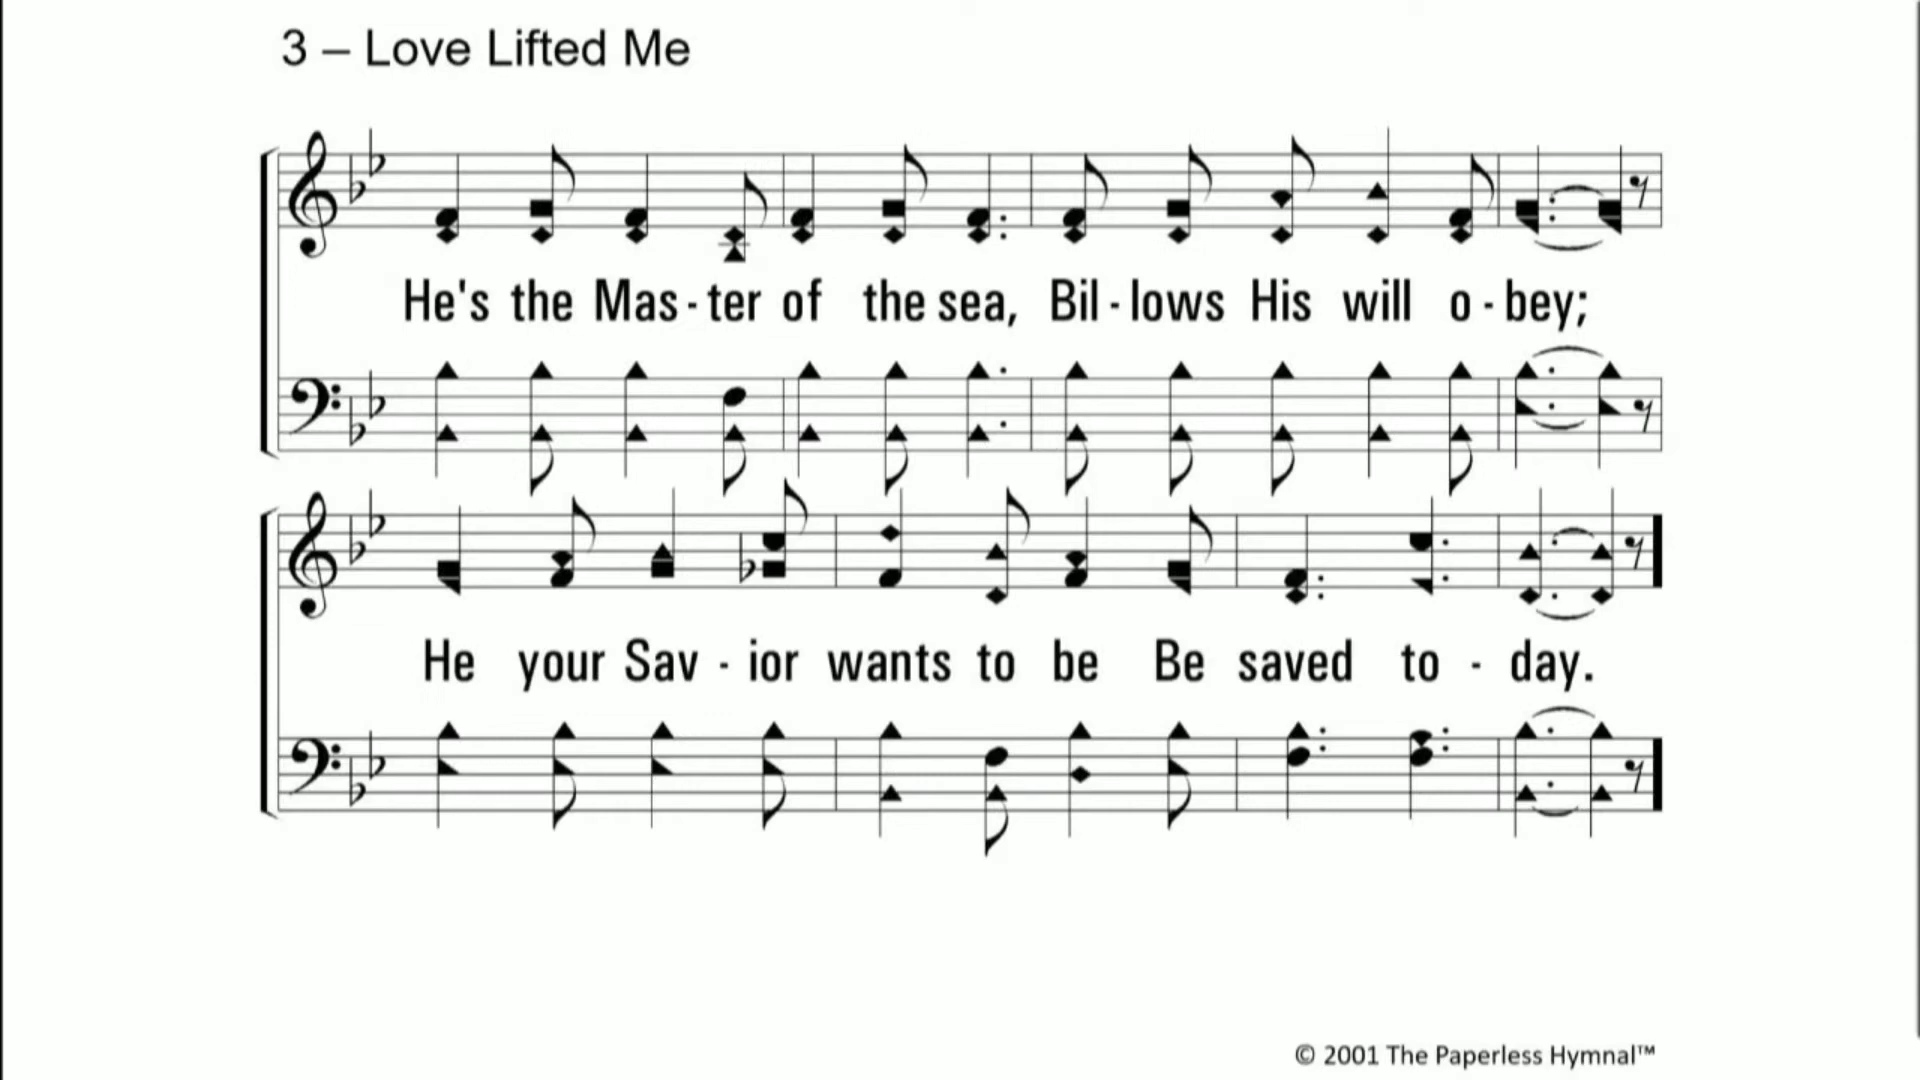 3 – Love Lifted Me
He's the Mas - ter of the sea, Bil - lows His will o - bey;
He your Sav - ior wants to be Be saved to - day.
© 2001 The Paperless Hymnal™